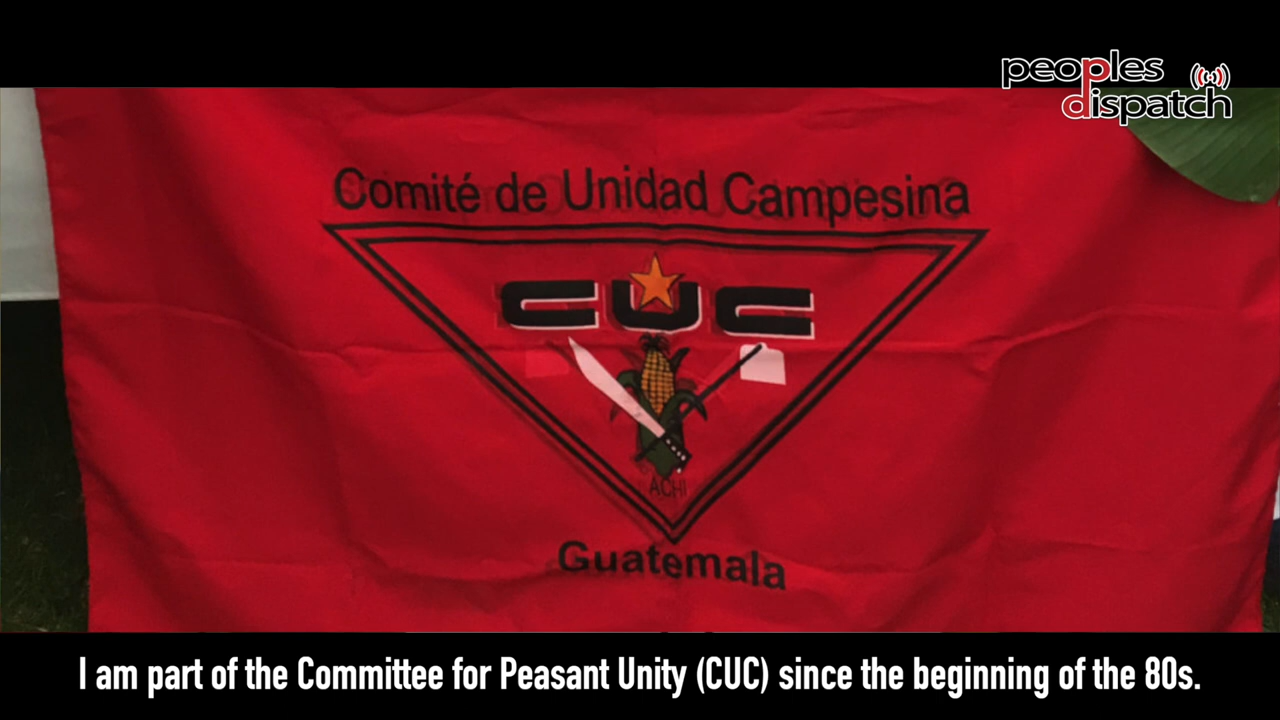 peoples
dispatch
Comité de Unidad Campesina
CUC
ACHI
Guatemala
I am part of the Committee for Peasant Unity (CUC) since the beginning of the 80s.